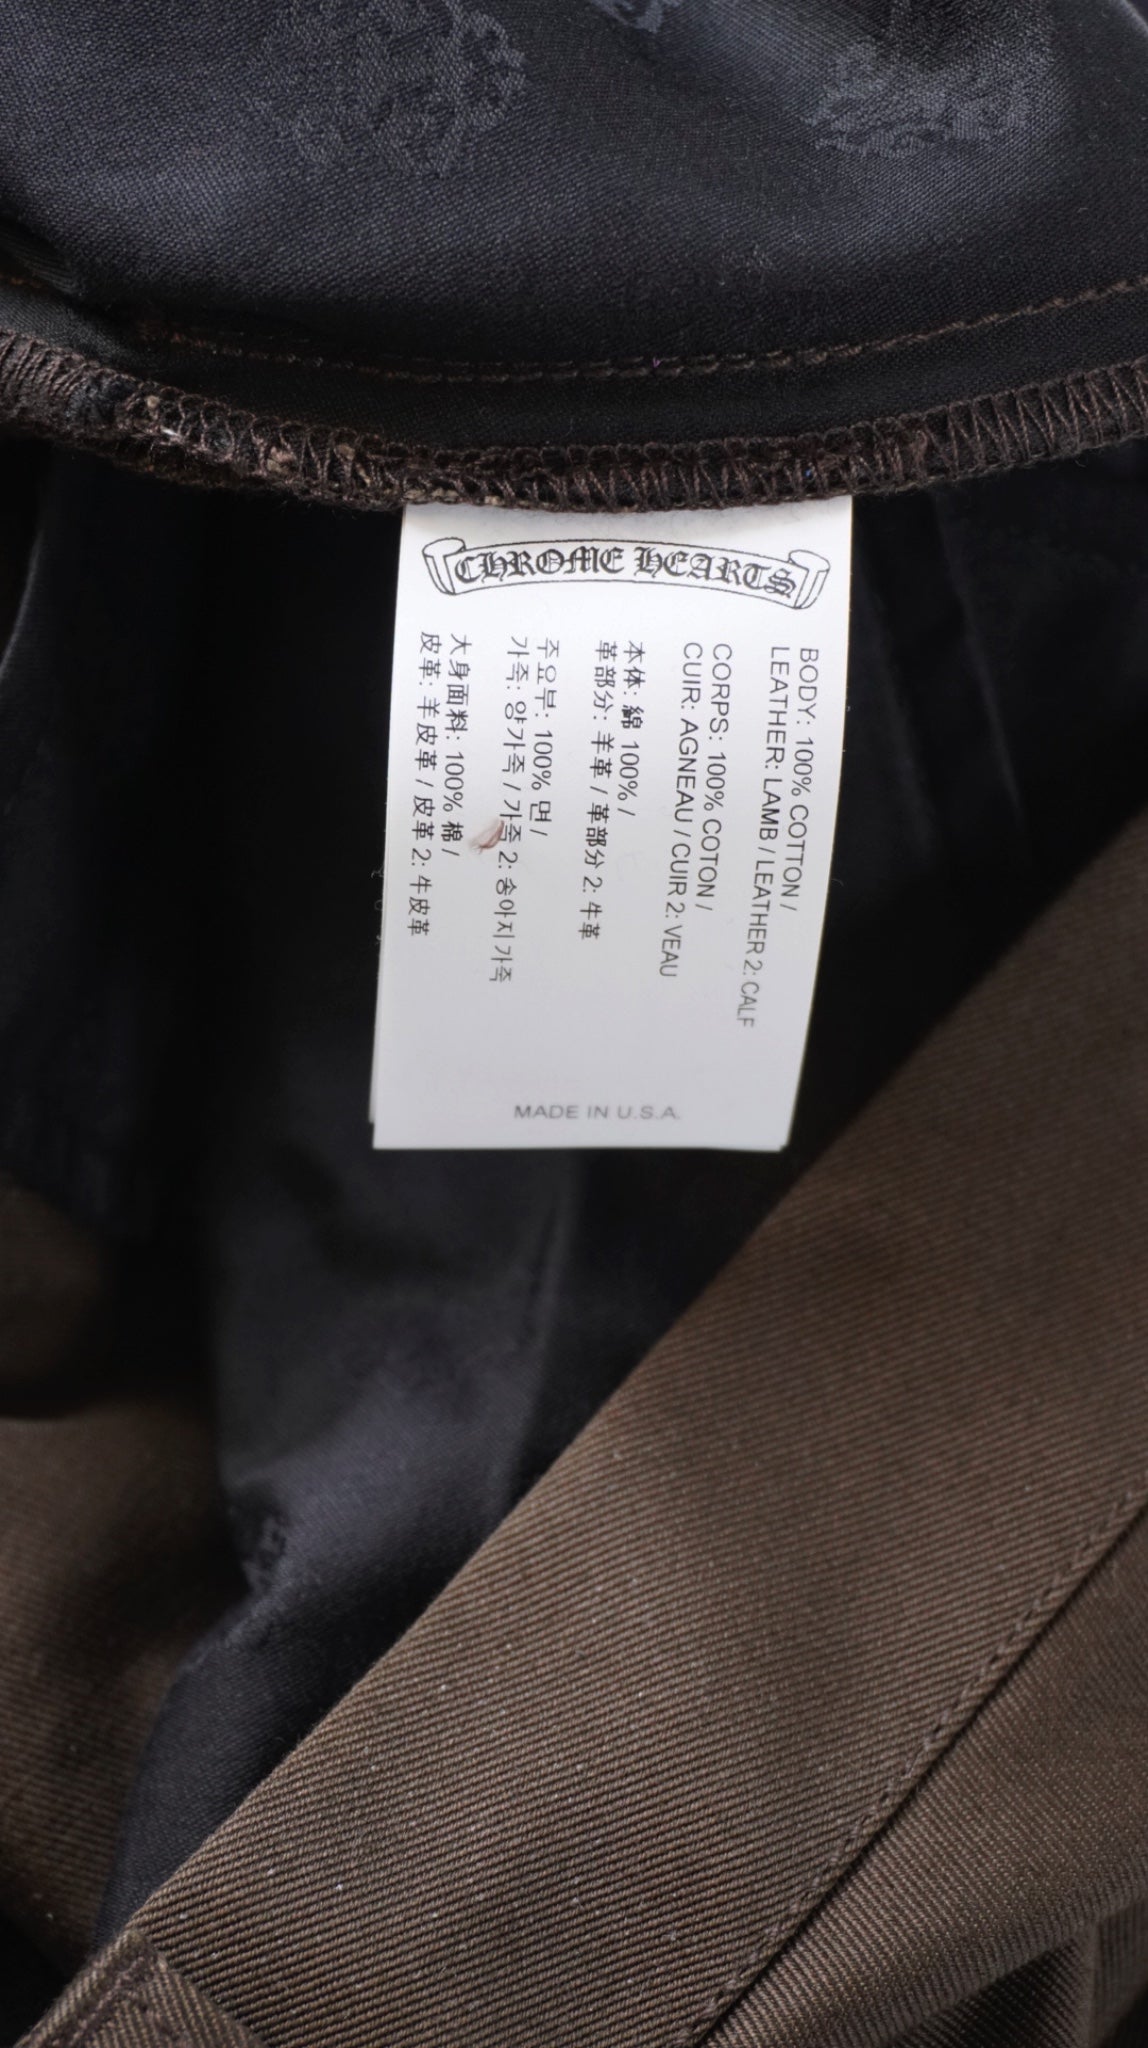 CHROME HEARTS
BODY: 100% COTTON /
LEATHER: LAMB / LEATHER 2: CALF
CORPS: 100% COTON /
CUIR: AGNEAU / CUIR 2: VEAU
本体: 綿 100% /
革部分: 羊革 / 革部分 2: 牛革
주요부: 100% 면 /
가죽: 양가죽 / 가죽 2: 송아지 가죽
大身面料: 100% 棉 /
皮革: 羊皮革 / 皮革 2: 牛皮革
MADE IN U.S.A.